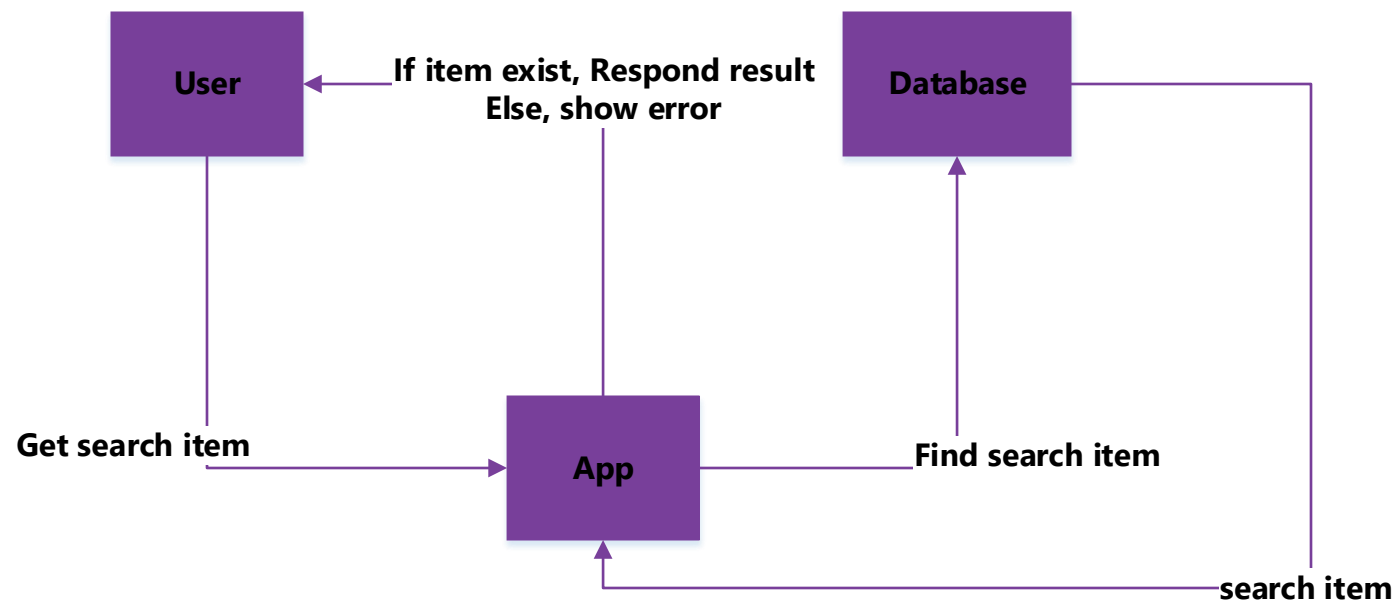 User
If item exist, Respond result
Else, show error
Database
Get search item
App
Find search item
search item